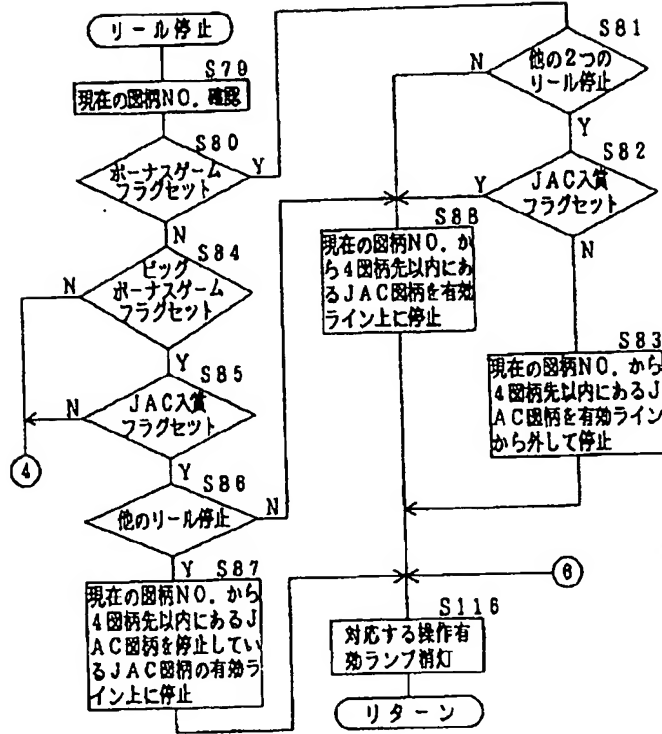 リール停止
S79
現在の図柄NO.確認
S80
ボーナスゲーム
フラグセット
Y
N
S84
ビッグ
ボーナスゲーム
フラグセット
N
Y
S85
JAC入賞
フラグセット
N
④
Y
S86
他のリール停止
N
Y
S87
現在の図柄NO.から
4図柄先以内にあるJ
AC図柄を停止してい
るJAC図柄の有効ラ
イン上に停止
S81
他の2つの
リール停止
N
Y
S82
JAC入賞
フラグセット
Y
N
S88
現在の図柄NO.か
ら4図柄先以内にあ
るJAC図柄を有効
ライン上に停止
S83
現在の図柄NO.から
4図柄先以内にあるJ
AC図柄を有効ライン
から外して停止
⑥
S116
対応する操作有
効ランプ消灯
リターン